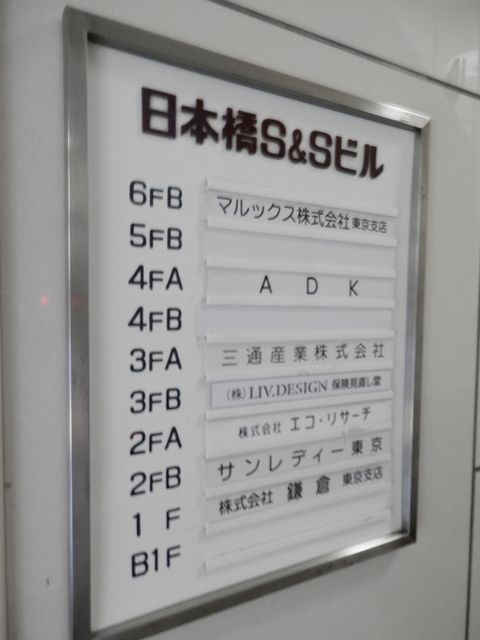 日本橋S&Sビル
6FB マルックス株式会社 東京支店
5FB
4FA ADK
4FB
3FA 三通産業株式会社
3FB (株)LIV.DESIGN 保険見直し堂
2FA 株式会社 エコ・リサーチ
2FB サンレディー東京
1F 株式会社 鎌倉 東京支店
B1F